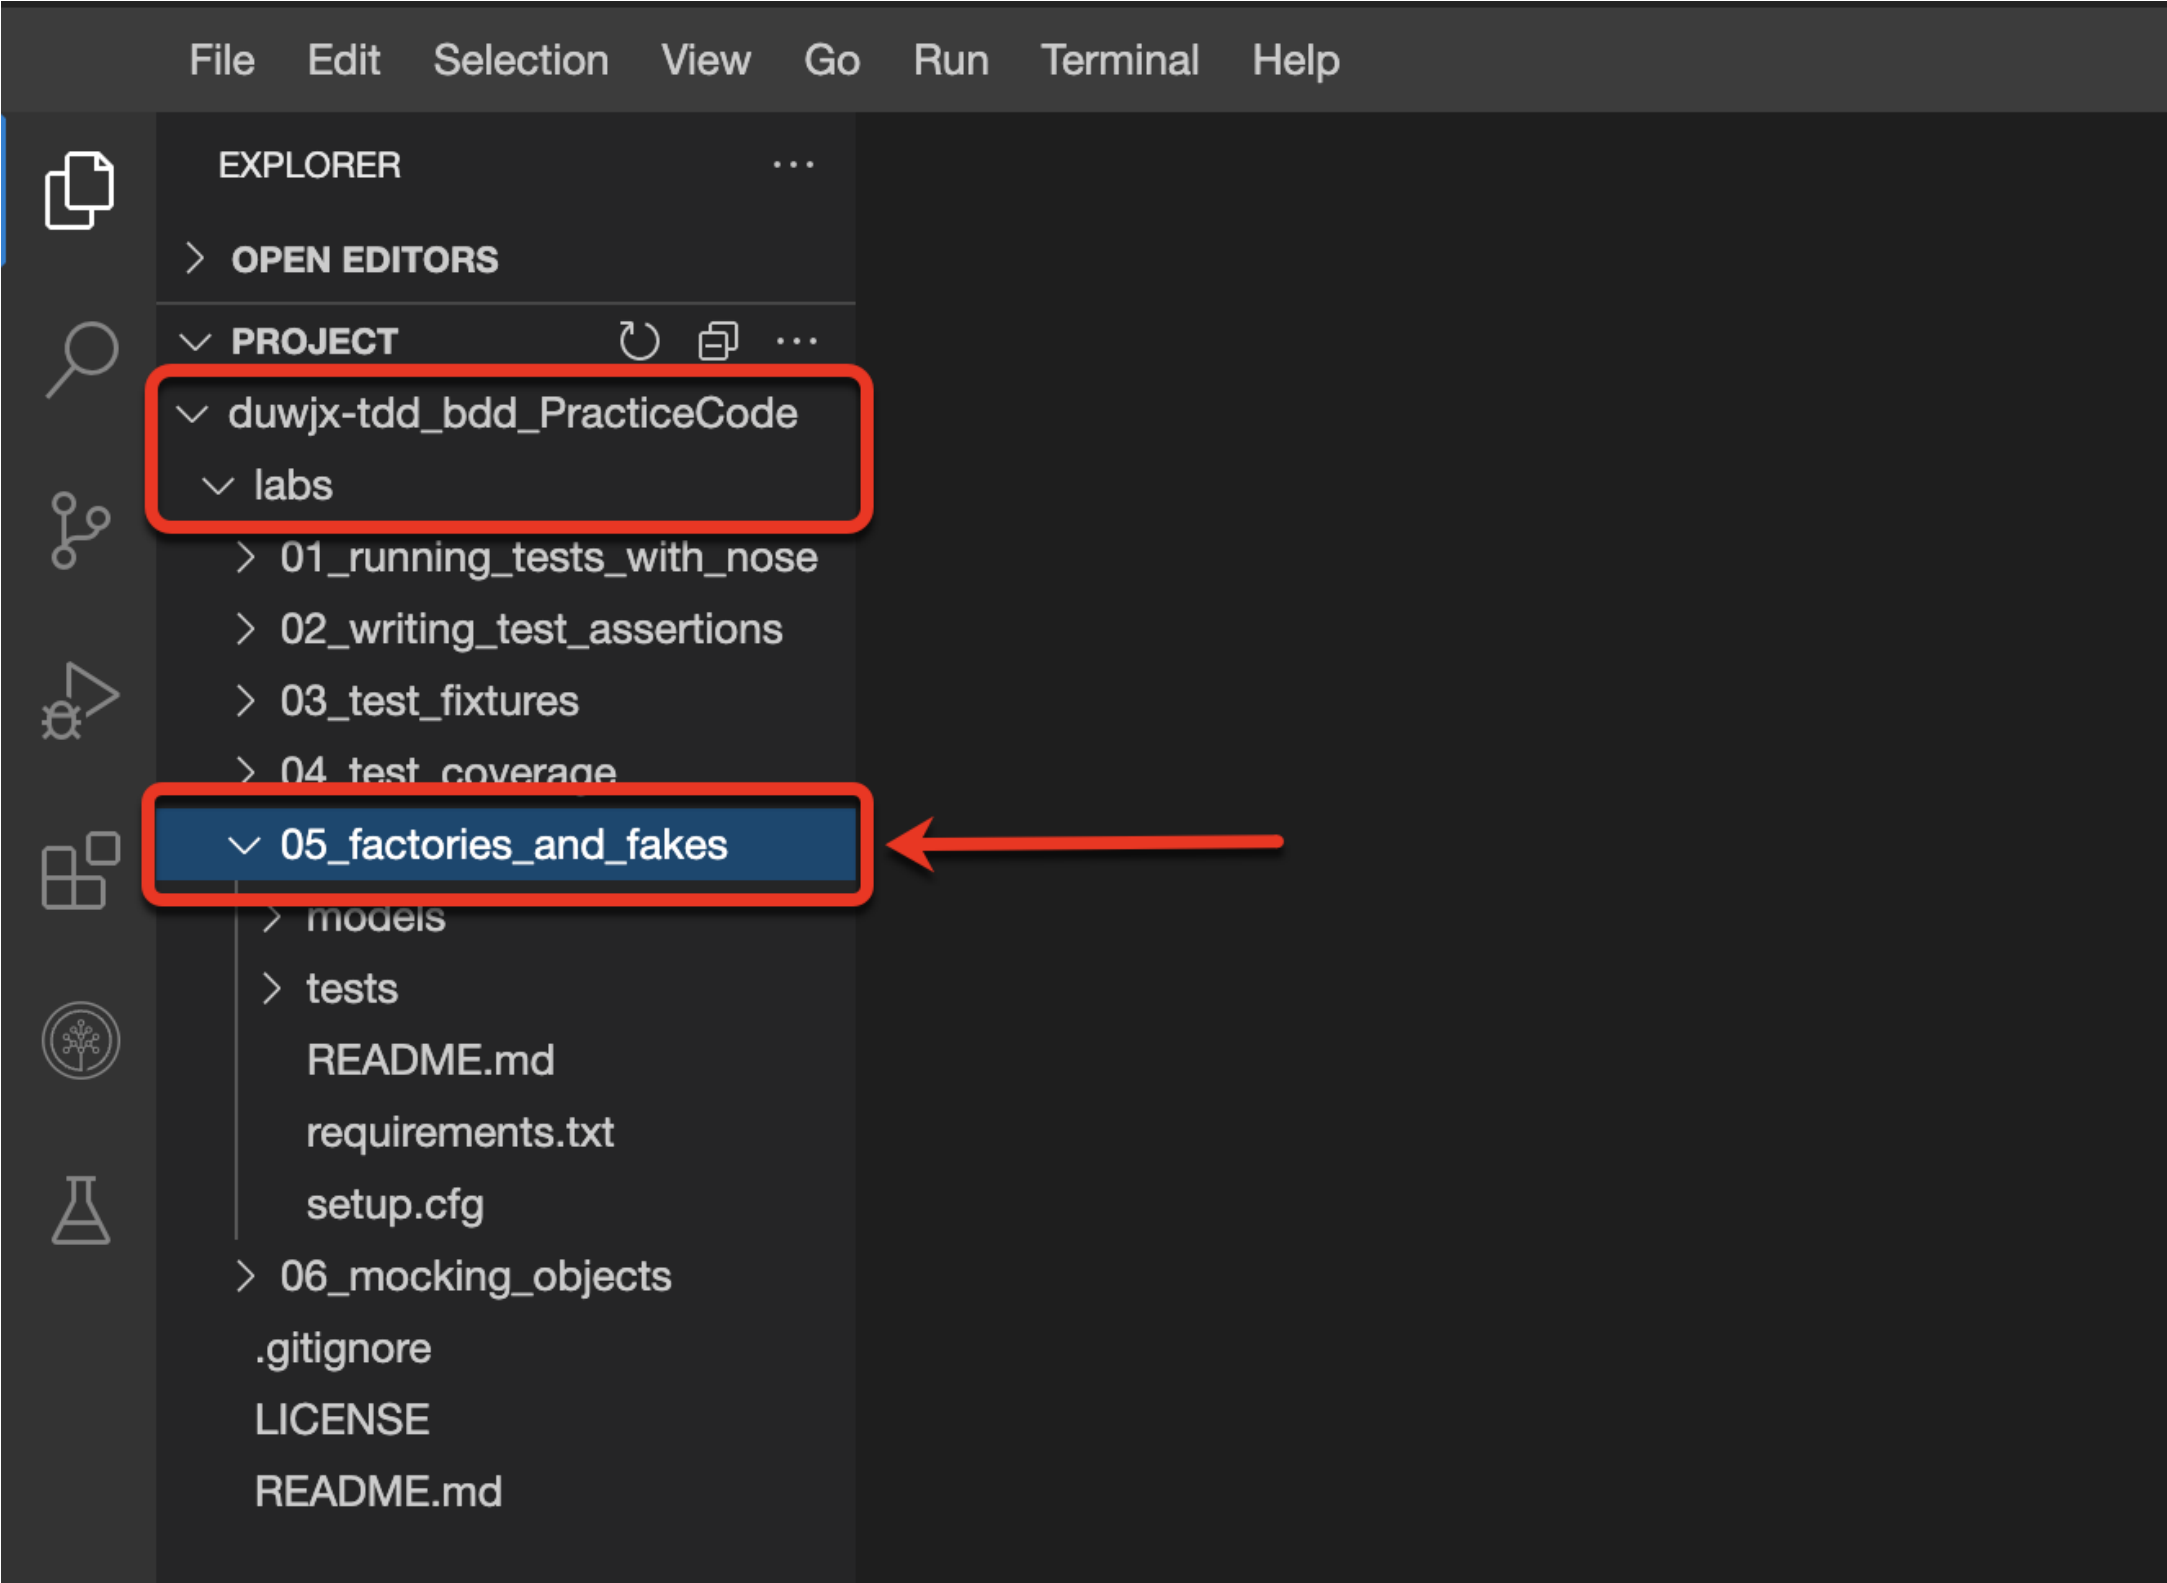 File Edit Selection View Go Run Terminal Help
EXPLORER
OPEN EDITORS
PROJECT
duwjx-tdd_bdd_PracticeCode
labs
01_running_tests_with_nose
02_writing_test_assertions
03_test_fixtures
04_test_coverage
05_factories_and_fakes
models
tests
README.md
requirements.txt
setup.cfg
06_mocking_objects
.gitignore
LICENSE
README.md